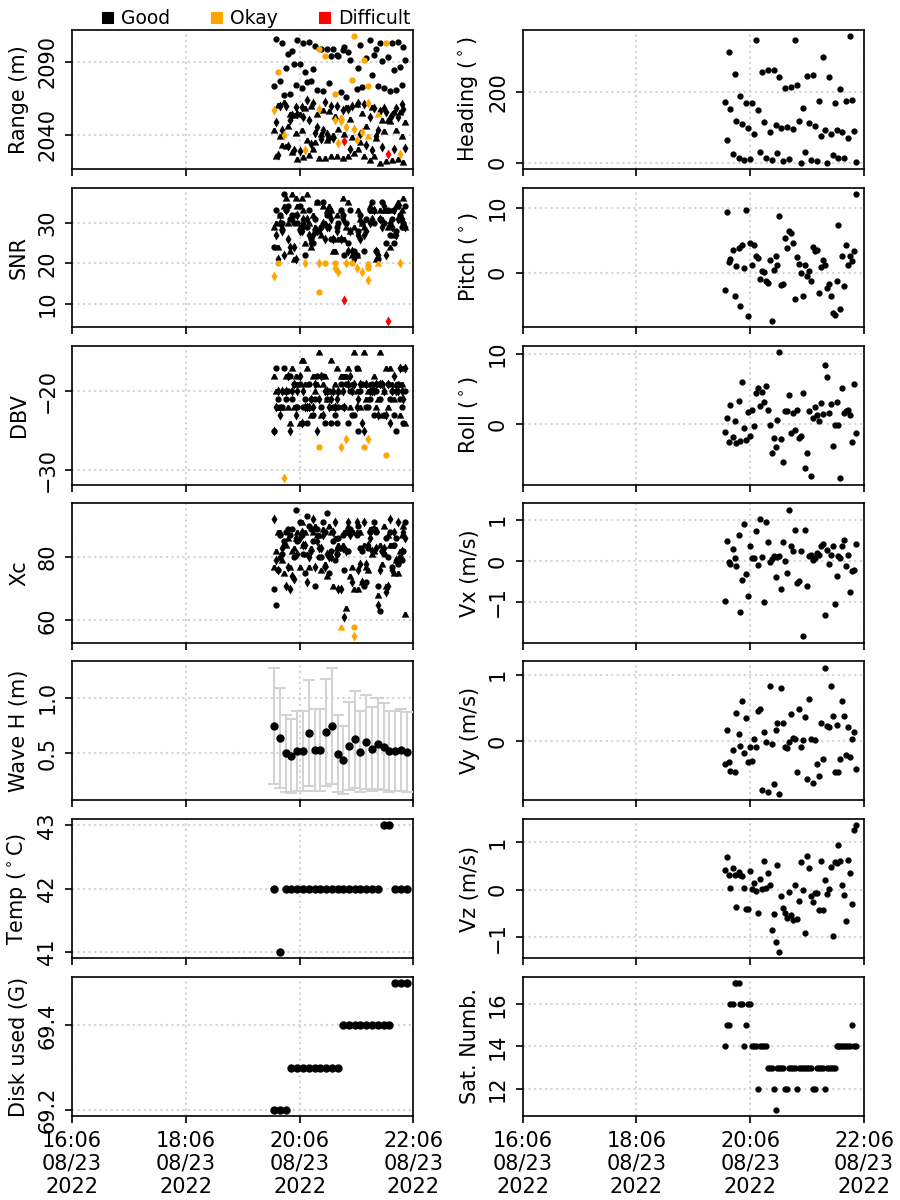 Good Okay Difficult
Range (m)
2090
2040
Heading (°)
200
0
SNR
30
20
10
Pitch (°)
10
0
DBV
−20
−30
Roll (°)
10
0
Xc
80
60
Vx (m/s)
1
0
−1
Wave H (m)
1.0
0.5
Vy (m/s)
1
0
Temp (°C)
43
42
41
Vz (m/s)
1
0
−1
Disk used (G)
69.4
69.2
Sat. Numb.
16
14
12
16:06 18:06 20:06 22:06 16:06 18:06 20:06 22:06
08/23 08/23 08/23 08/23 08/23 08/23 08/23 08/23
2022 2022 2022 2022 2022 2022 2022 2022